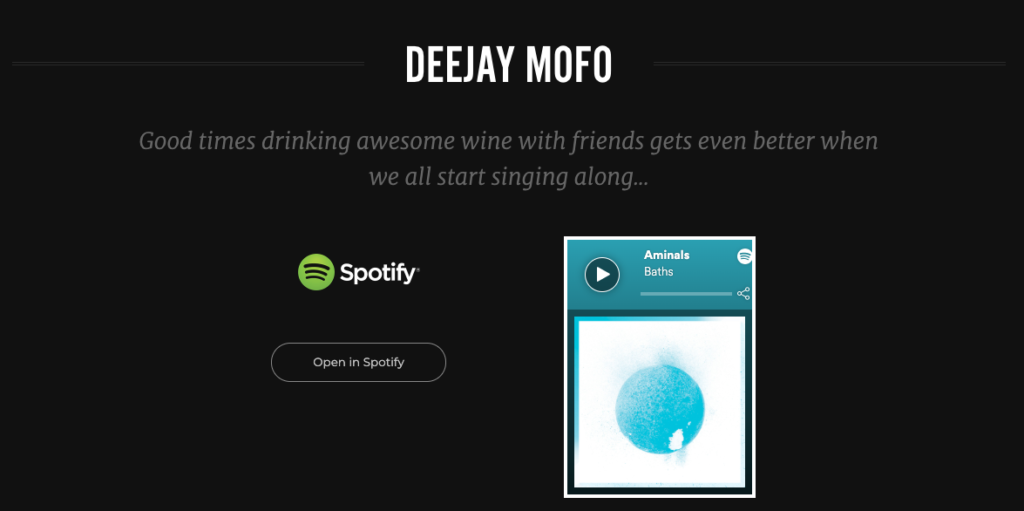 DEEJAY MOFO
Good times drinking awesome wine with friends gets even better when
we all start singing along...
Spotify®
Open in Spotify
Aminals
Baths